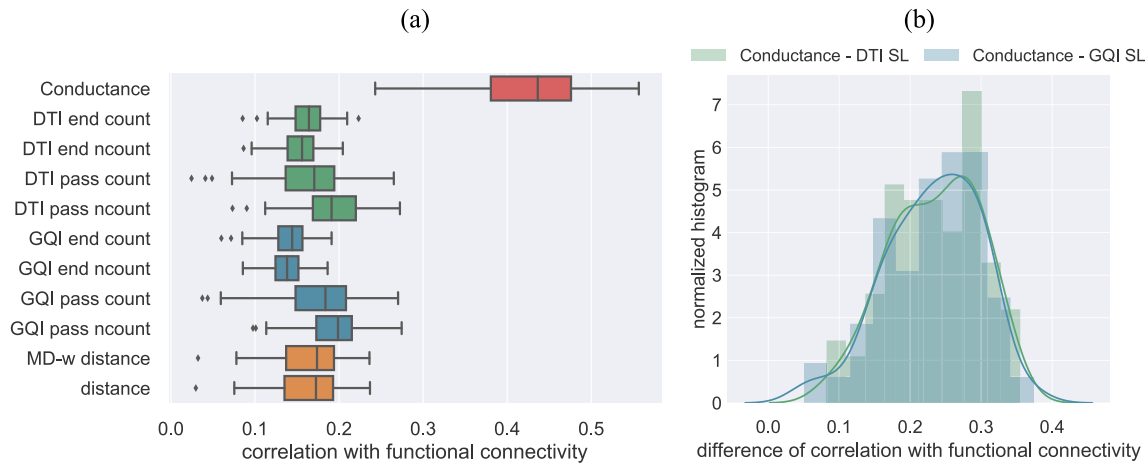 (a)
Conductance
DTI end count
DTI end ncount
DTI pass count
DTI pass ncount
GQI end count
GQI end ncount
GQI pass count
GQI pass ncount
MD-w distance
distance
0.0 0.1 0.2 0.3 0.4 0.5
correlation with functional connectivity
(b)
Conductance - DTI SL Conductance - GQI SL
normalized histogram
7
6
5
4
3
2
1
0
0.0 0.1 0.2 0.3 0.4
difference of correlation with functional connectivity